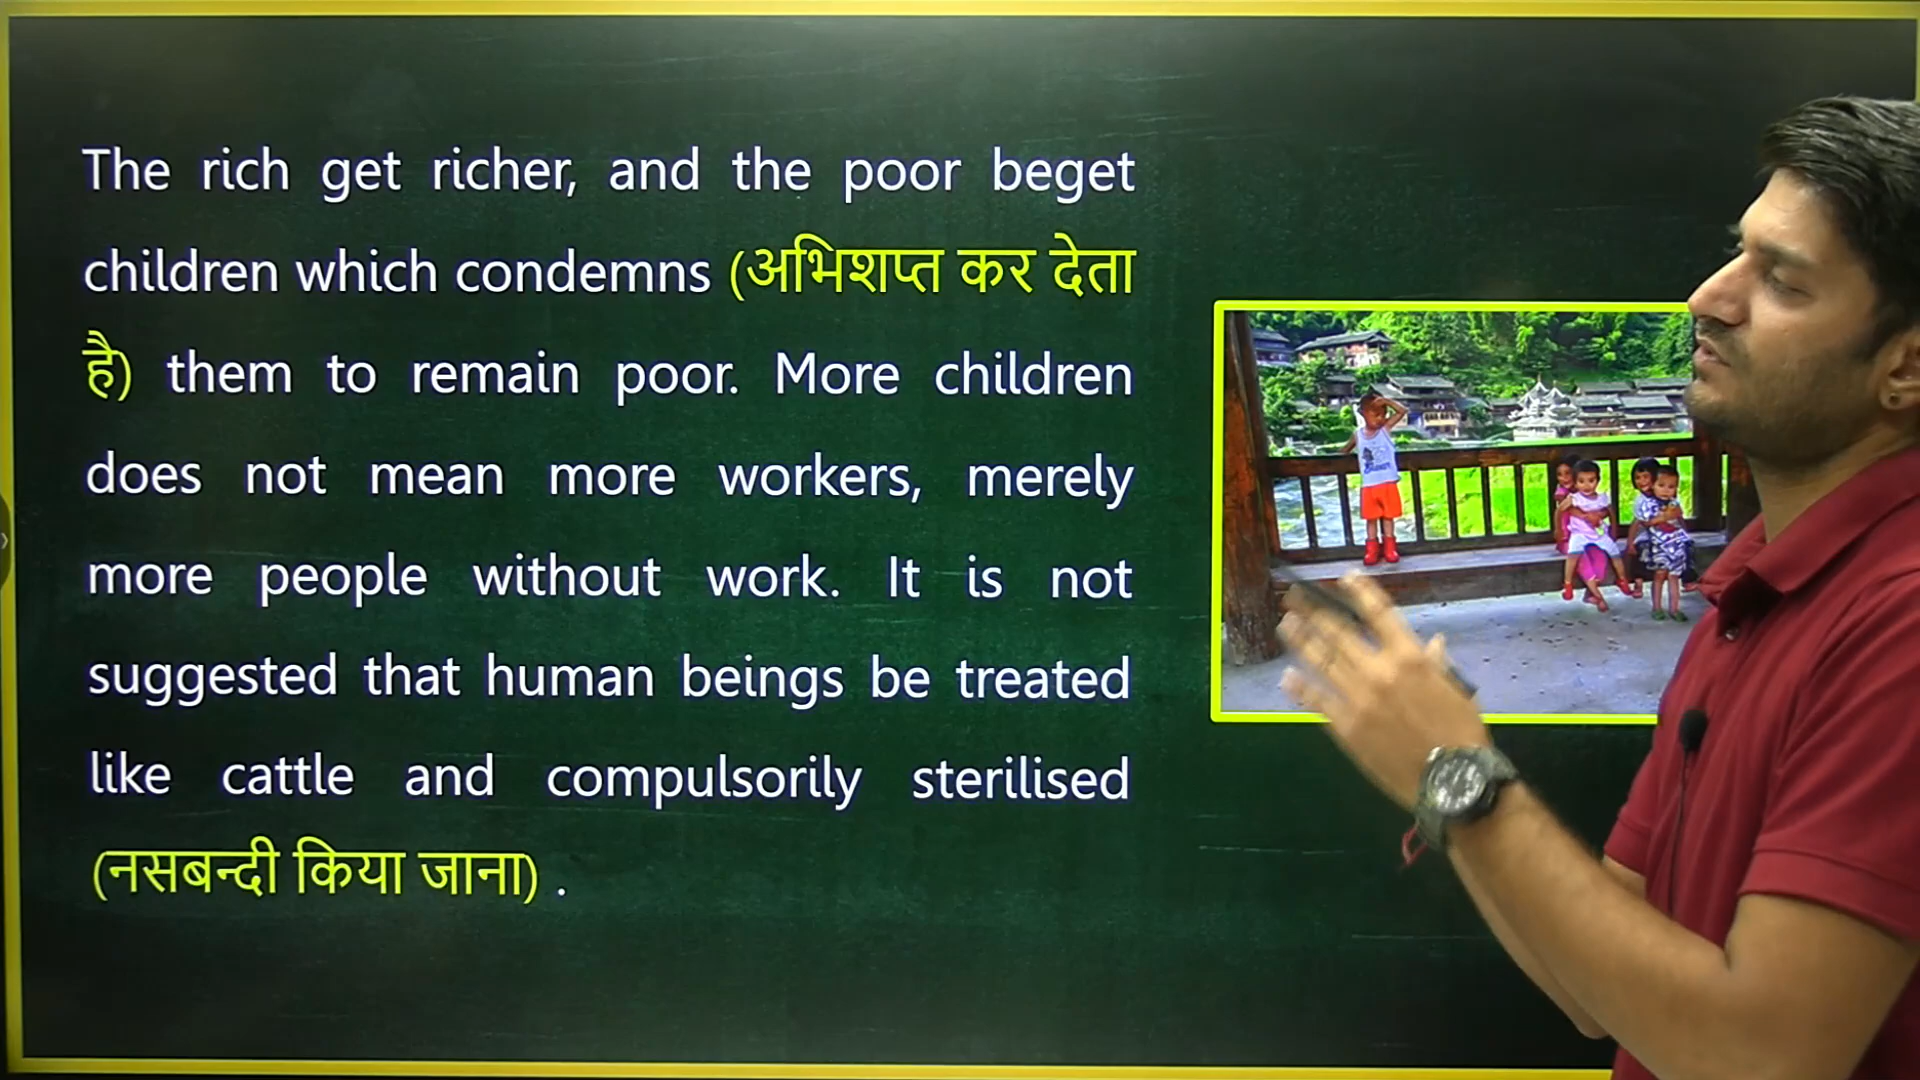 The rich get richer, and the poor beget
children which condemns (अभिशप्त कर देता
है) them to remain poor. More children
does not mean more workers, merely
more people without work. It is not
suggested that human beings be treated
like cattle and compulsorily sterilised
(नसबन्दी किया जाना) .